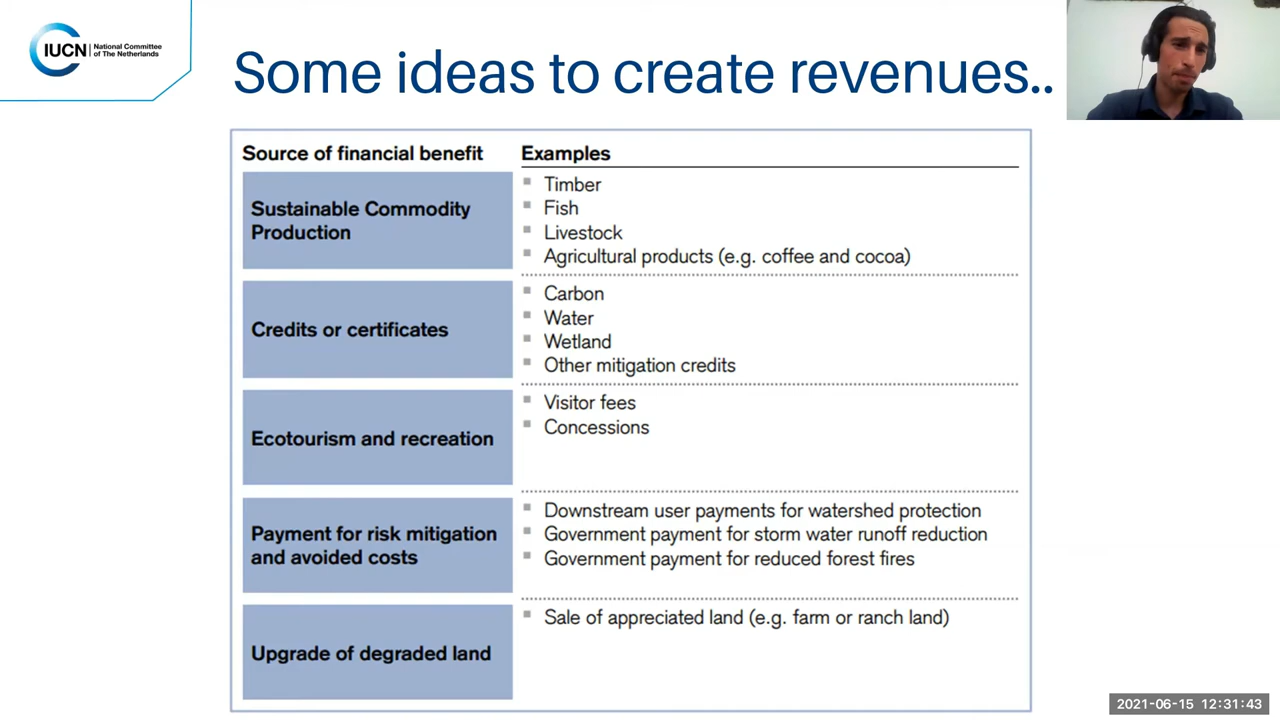 IUCN
National Committee
of The Netherlands
Some ideas to create revenues..
Source of financial benefit
Examples
Sustainable Commodity
Production
Timber
Fish
Livestock
Agricultural products (e.g. coffee and cocoa)
Credits or certificates
Carbon
Water
Wetland
Other mitigation credits
Ecotourism and recreation
Visitor fees
Concessions
Payment for risk mitigation
and avoided costs
Downstream user payments for watershed protection
Government payment for storm water runoff reduction
Government payment for reduced forest fires
Upgrade of degraded land
Sale of appreciated land (e.g. farm or ranch land)
2021-06-15 12:31:43